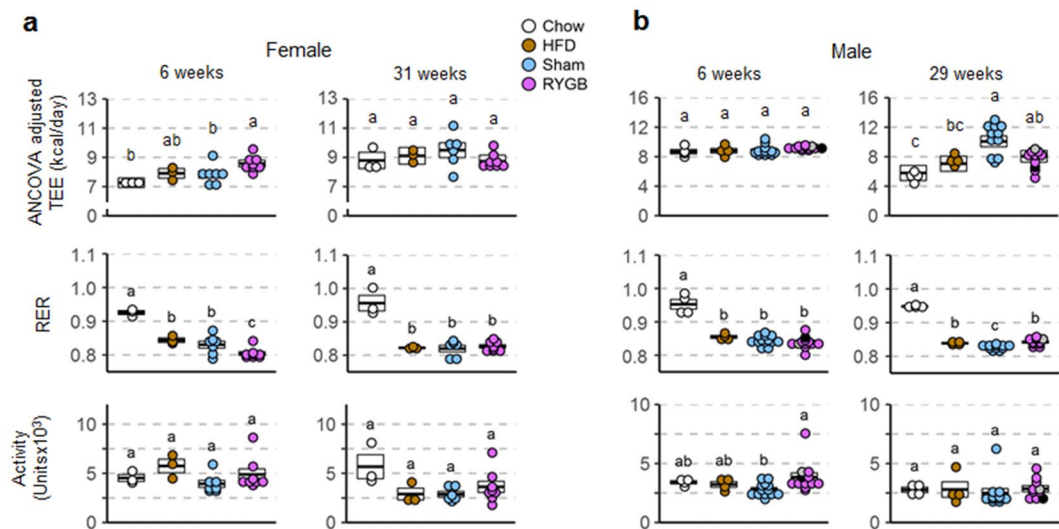 a
b
Female
Male
Chow
HFD
Sham
RYGB
6 weeks
31 weeks
6 weeks
29 weeks
ANCOVA adjusted
TEE (kcal/day)
13
11
9
7
0
b
ab
b
a
13
11
9
7
0
a
a
a
a
16
12
8
4
0
a
a
a
a
16
12
8
4
0
c
bc
a
ab
RER
1.1
1.0
0.9
0.8
a
b
b
c
1.1
1.0
0.9
0.8
a
b
b
b
1.1
1.0
0.9
0.8
a
b
b
b
1.1
1.0
0.9
0.8
a
b
c
b
Activity
(Unitsx10³)
10
5
0
a
a
a
a
10
5
0
a
a
a
a
10
5
0
ab
ab
b
a
10
5
0
a
a
a
a